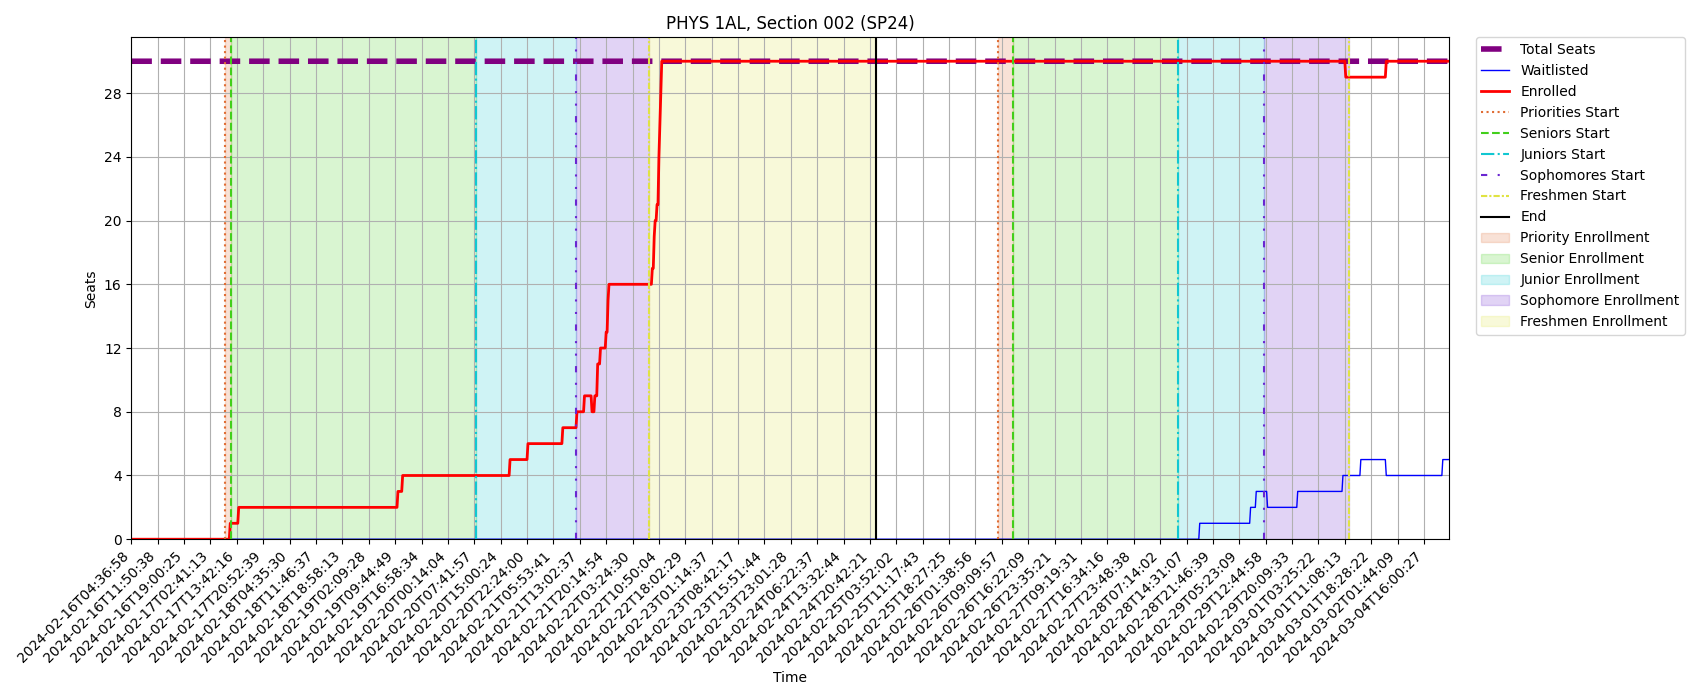 PHYS 1AL, Section 002 (SP24)
Total Seats
Waitlisted
Enrolled
Priorities Start
Seniors Start
Juniors Start
Sophomores Start
Freshmen Start
End
Priority Enrollment
Senior Enrollment
Junior Enrollment
Sophomore Enrollment
Freshmen Enrollment
Seats
28
24
20
16
12
8
4
0
2024-02-16T04:36:58
2024-02-16T11:50:38
2024-02-16T19:00:25
2024-02-17T02:41:13
2024-02-17T13:42:16
2024-02-17T20:52:39
2024-02-18T04:35:30
2024-02-18T11:46:37
2024-02-18T18:58:13
2024-02-19T02:09:28
2024-02-19T09:44:49
2024-02-19T16:58:34
2024-02-20T00:14:04
2024-02-20T07:41:57
2024-02-20T15:00:24
2024-02-20T22:24:00
2024-02-21T05:53:41
2024-02-21T13:02:37
2024-02-21T20:14:54
2024-02-22T03:24:30
2024-02-22T10:50:04
2024-02-22T18:02:29
2024-02-23T01:14:37
2024-02-23T08:42:17
2024-02-23T15:51:44
2024-02-23T23:01:28
2024-02-24T06:22:37
2024-02-24T13:32:44
2024-02-24T20:42:21
2024-02-25T03:52:02
2024-02-25T11:17:43
2024-02-25T18:27:25
2024-02-26T01:38:56
2024-02-26T09:09:57
2024-02-26T16:22:09
2024-02-26T23:35:21
2024-02-27T09:19:31
2024-02-27T16:34:16
2024-02-27T23:48:38
2024-02-28T07:14:02
2024-02-28T14:31:07
2024-02-28T21:46:39
2024-02-29T05:23:09
2024-02-29T12:44:58
2024-02-29T20:09:33
2024-03-01T03:25:22
2024-03-01T11:08:13
2024-03-01T18:28:22
2024-03-02T01:44:09
2024-03-04T16:00:27
Time